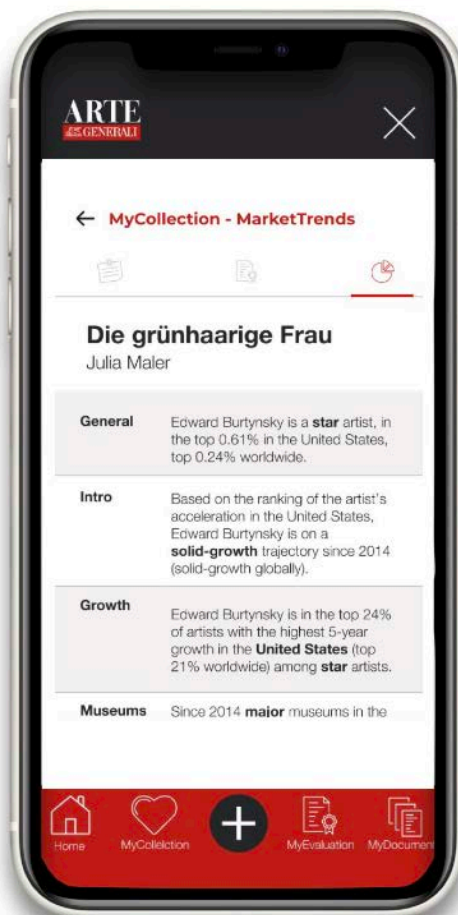 ARTE
GENERALI
← MyCollection - MarketTrends
Die grünhaarige Frau
Julia Maler
General
Edward Burtynsky is a star artist, in
the top 0.61% in the United States,
top 0.24% worldwide.
Intro
Based on the ranking of the artist's
acceleration in the United States,
Edward Burtynsky is on a
solid-growth trajectory since 2014
(solid-growth globally).
Growth
Edward Burtynsky is in the top 24%
of artists with the highest 5-year
growth in the United States (top
21% worldwide) among star artists.
Museums
Since 2014 major museums in the
Home
MyCollelction
MyEvaluation
MyDocument